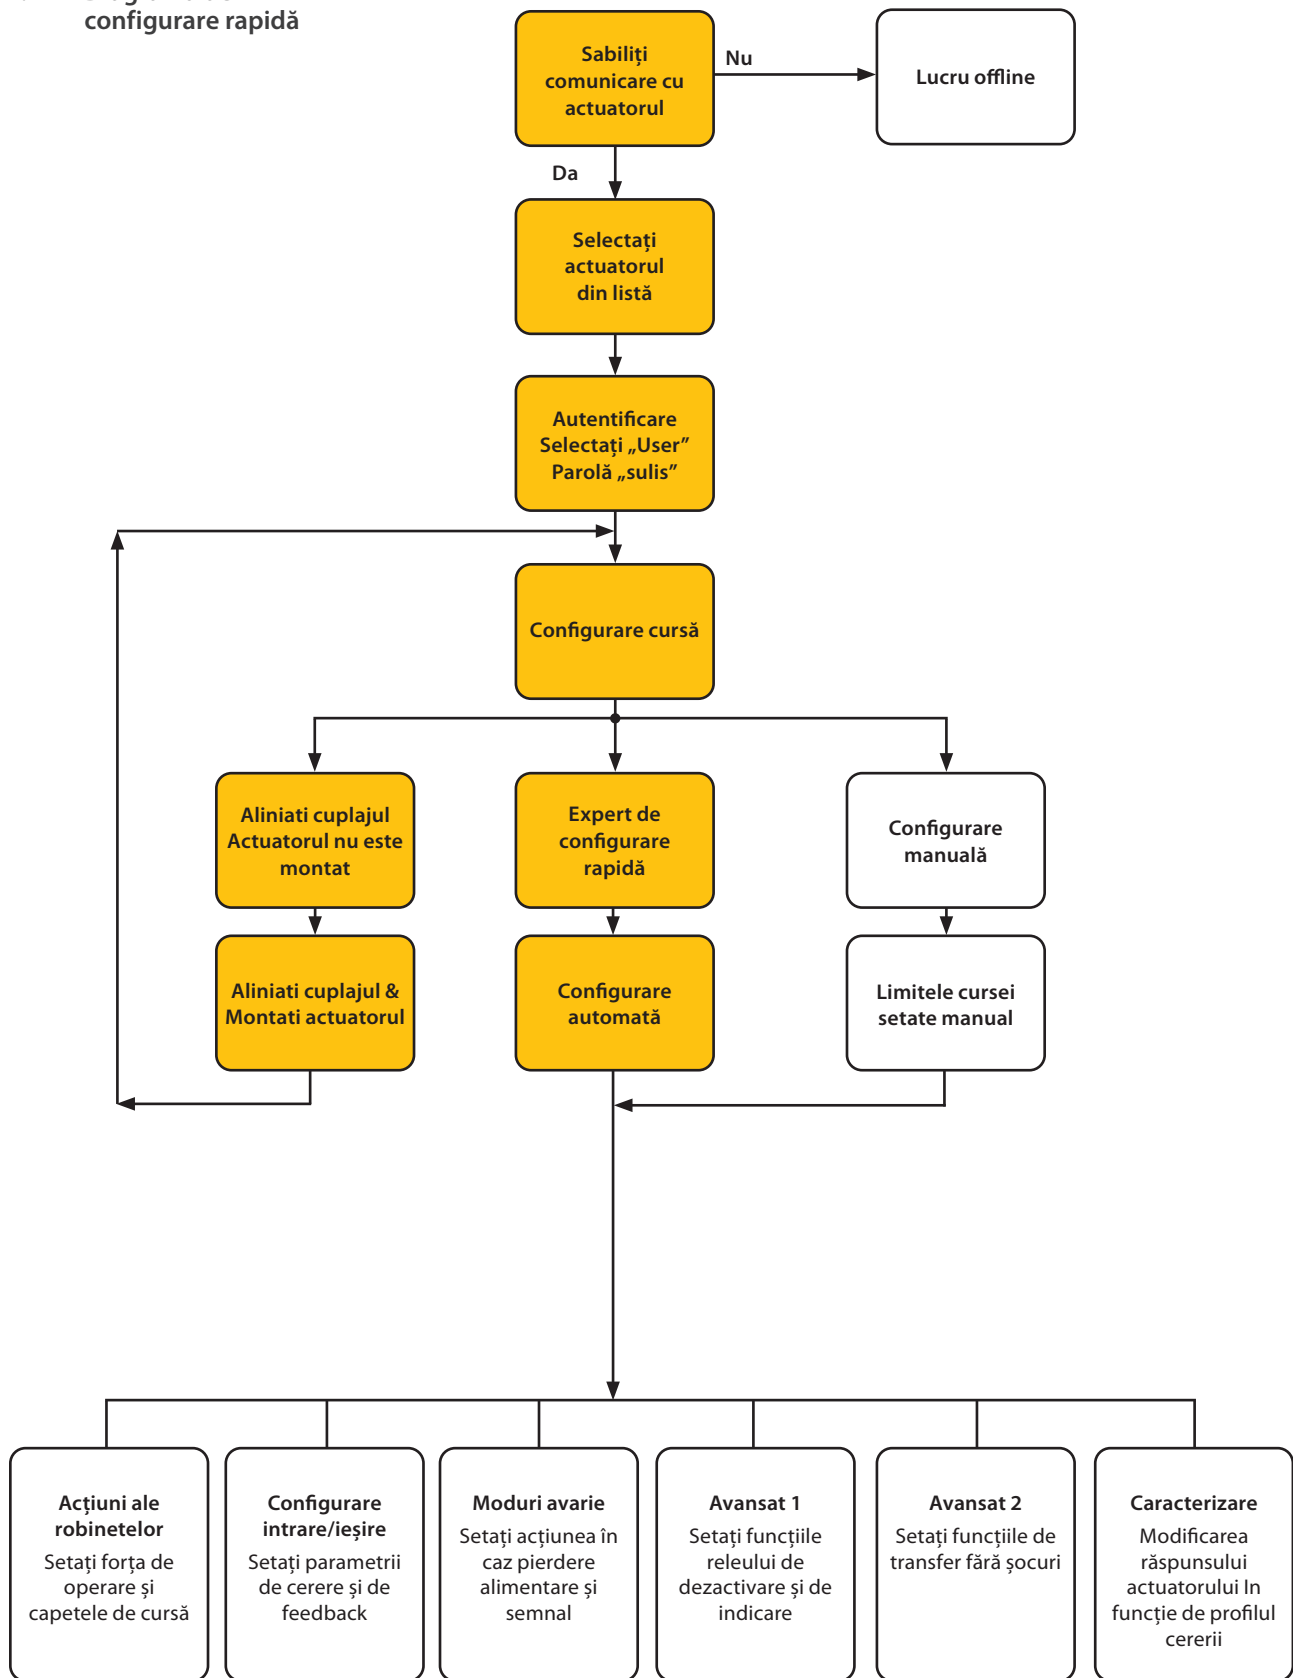 configurare rapidă
Sabiliți
comunicare cu
actuatorul
Nu
Lucru offline
Da
Selectați
actuatorul
din listă
Autentificare
Selectați „User”
Parolă „sulis”
Configurare cursă
Aliniati cuplajul
Actuatorul nu este
montat
Expert de
configurare
rapidă
Configurare
manuală
Aliniati cuplajul &
Montati actuatorul
Configurare
automată
Limitele cursei
setate manual
Acțiuni ale
robinetelor
Setați forța de
operare și
capetele de cursă
Configurare
intrare/ieșire
Setați parametrii
de cerere și de
feedback
Moduri avarie
Setați acțiunea în
caz pierdere
alimentare și
semnal
Avansat 1
Setați funcțiile
releului de
dezactivare și de
indicare
Avansat 2
Setați funcțiile de
transfer fără șocuri
Caracterizare
Modificarea
răspunsului
actuatorului In
funcție de profilul
cererii